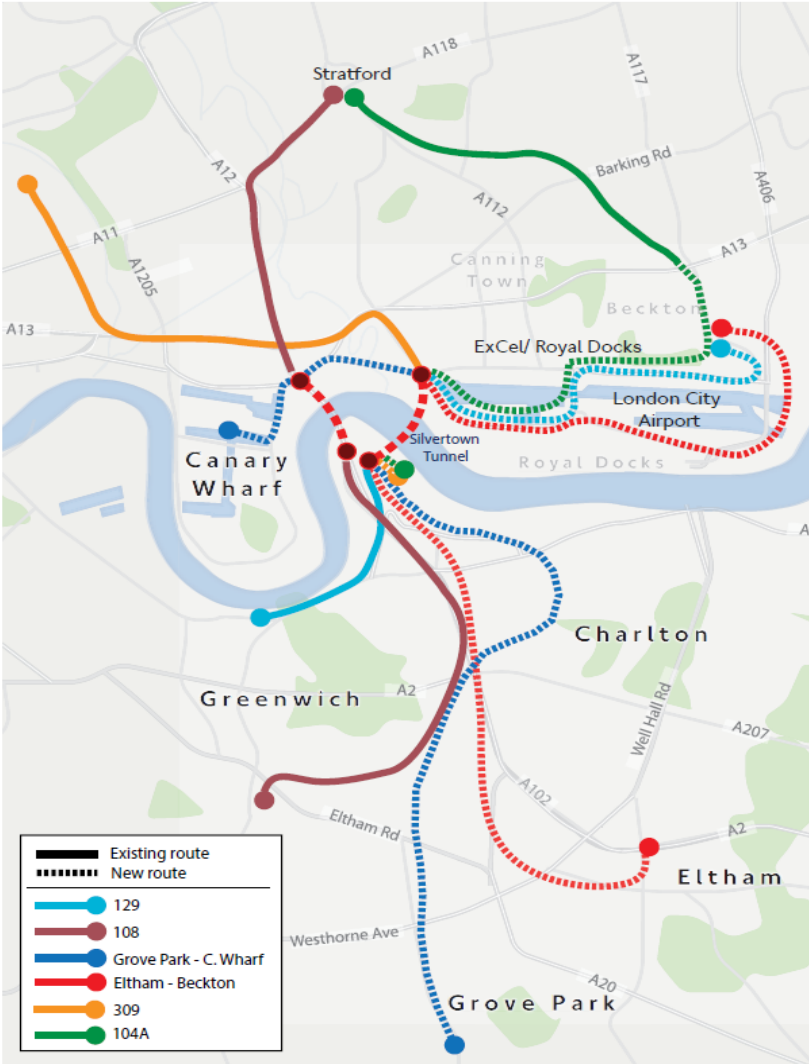 A118
A117
Stratford
A12
Barking Rd
A406
A112
A11
A1205
A13
Canning
Town
Beckton
A13
ExCel/ Royal Docks
London City
Airport
Silvertown
Tunnel
Royal Docks
Canary
Wharf
A
Charlton
Greenwich
A2
Well Hall Rd
A207
A102
Eltham Rd
A2
Eltham
Existing route
New route
129
108
Grove Park - C. Wharf
Eltham - Beckton
309
104A
Westhorne Ave
A20
Grove Park